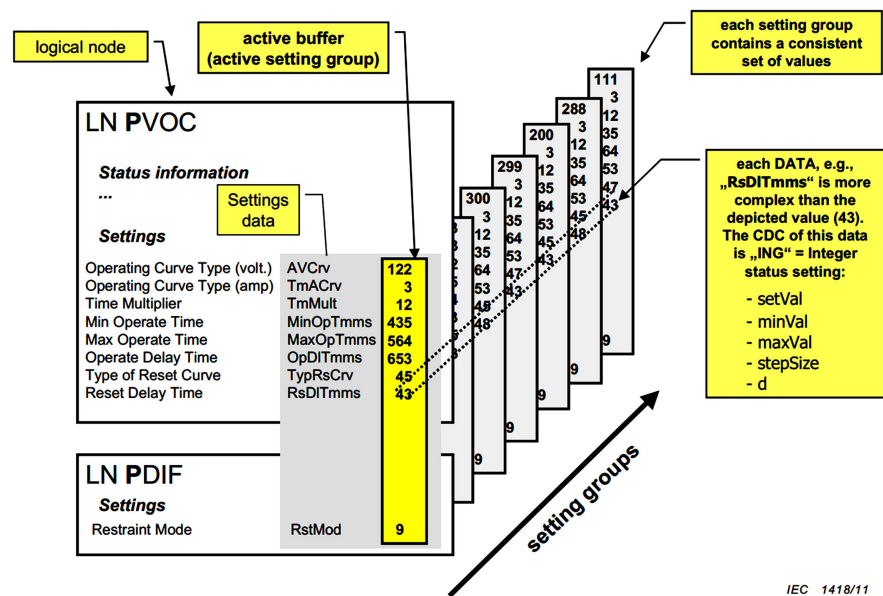 logical node
active buffer
(active setting group)
each setting group
contains a consistent
set of values
LN PVOC
Status information
...
Settings
data
Settings
Operating Curve Type (volt.) AVCrv 122
Operating Curve Type (amp) TmACrv 3
Time Multiplier TmMult 12
Min Operate Time MinOpTmms 435
Max Operate Time MaxOpTmms 564
Operate Delay Time OpDlTmms 653
Type of Reset Curve TypRsCrv 45
Reset Delay Time RsDlTmms 43
LN PDIF
Settings
Restraint Mode RstMod 9
300
3
12
35
64
53
45
48
9
299
3
12
35
64
53
47
43
9
200
3
12
35
64
53
45
43
9
288
3
12
35
64
53
45
48
9
111
3
12
35
64
53
47
43
9
each DATA, e.g.,
„RsDlTmms“ is more
complex than the
depicted value (43).
The CDC of this data
is „ING“ = Integer
status setting:
- setVal
- minVal
- maxVal
- stepSize
- d
setting groups
IEC 1418/11